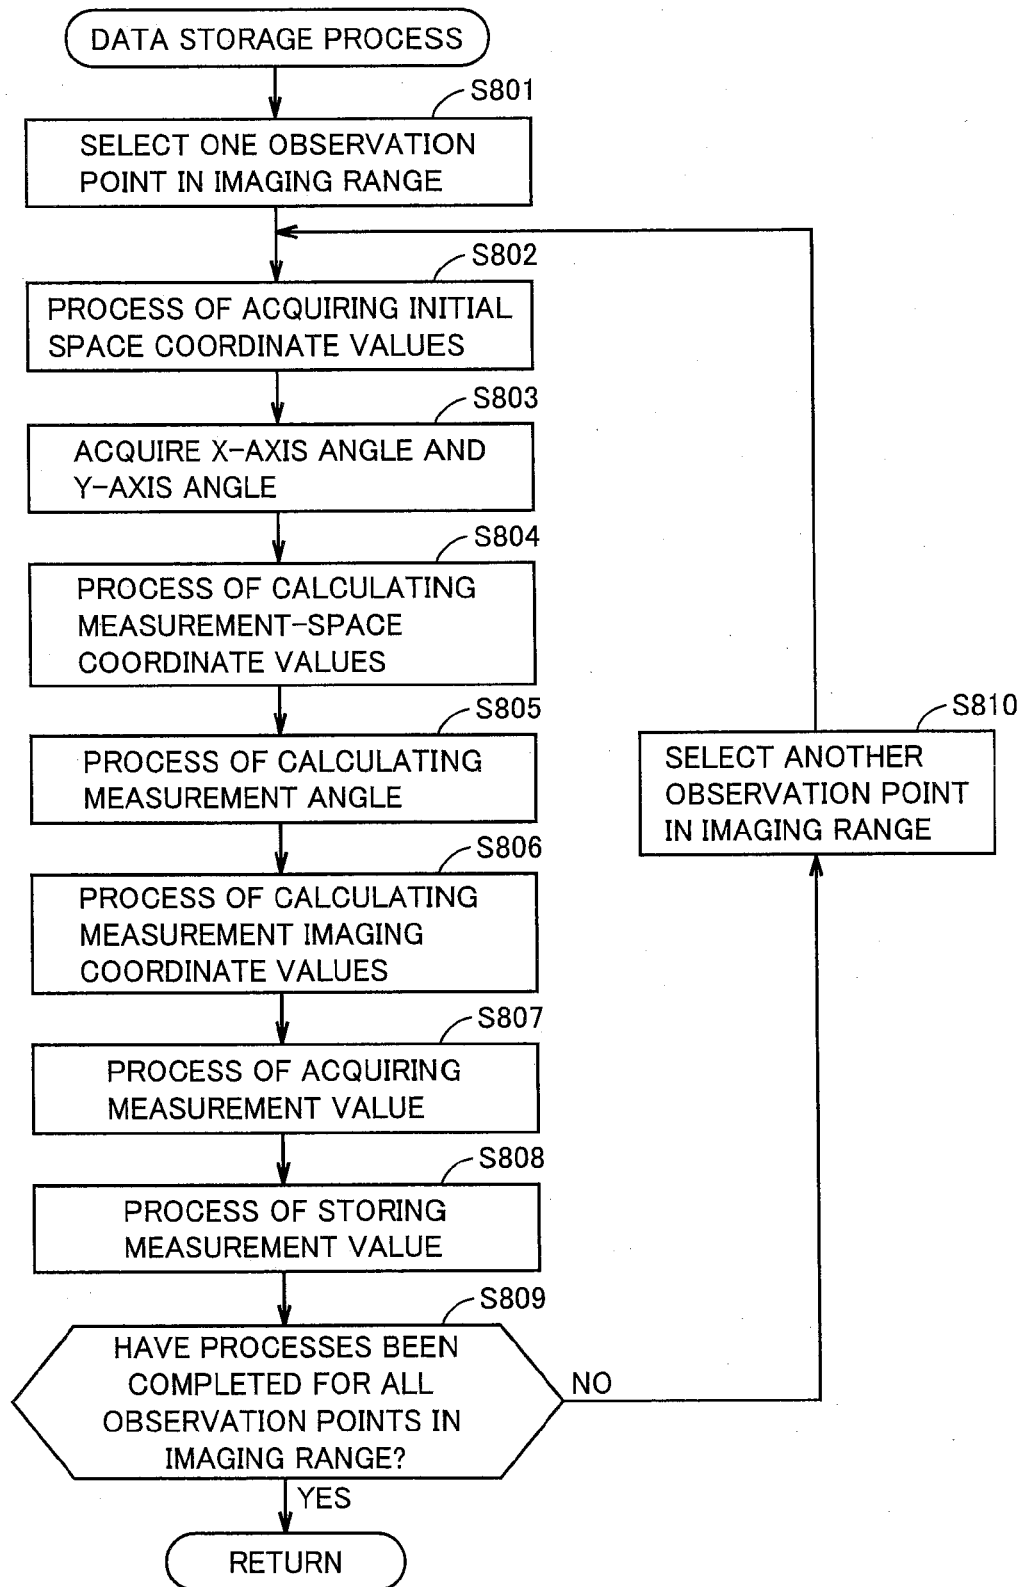 DATA STORAGE PROCESS
S801
SELECT ONE OBSERVATION
POINT IN IMAGING RANGE
S802
PROCESS OF ACQUIRING INITIAL
SPACE COORDINATE VALUES
S803
ACQUIRE X-AXIS ANGLE AND
Y-AXIS ANGLE
S804
PROCESS OF CALCULATING
MEASUREMENT-SPACE
COORDINATE VALUES
S805
PROCESS OF CALCULATING
MEASUREMENT ANGLE
S810
SELECT ANOTHER
OBSERVATION POINT
IN IMAGING RANGE
S806
PROCESS OF CALCULATING
MEASUREMENT IMAGING
COORDINATE VALUES
S807
PROCESS OF ACQUIRING
MEASUREMENT VALUE
S808
PROCESS OF STORING
MEASUREMENT VALUE
S809
HAVE PROCESSES BEEN
COMPLETED FOR ALL
OBSERVATION POINTS IN
IMAGING RANGE?
NO
YES
RETURN